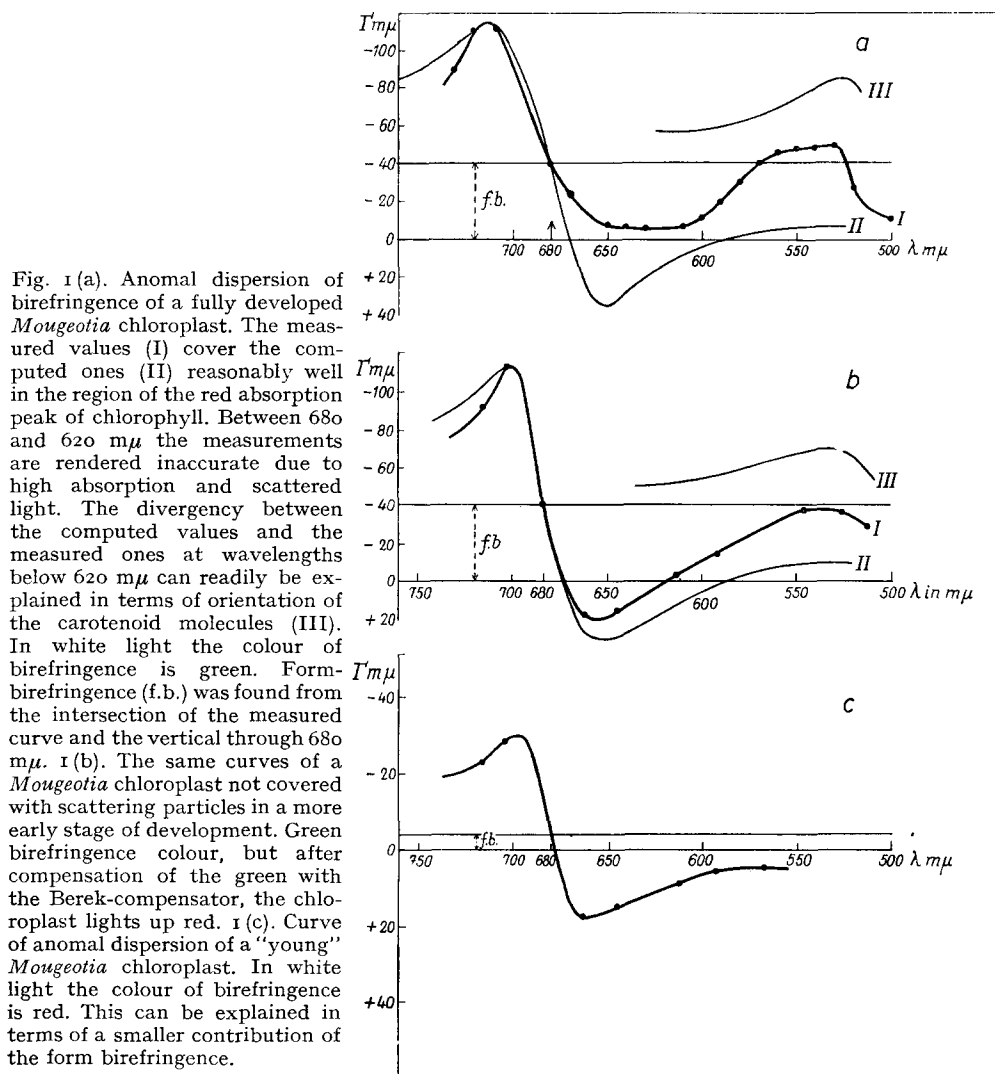 Fig. 1 (a). Anomal dispersion of
birefringence of a fully developed
Mougeotia chloroplast. The meas-
ured values (I) cover the com-
puted ones (II) reasonably well
in the region of the red absorption
peak of chlorophyll. Between 680
and 620 mμ the measurements
are rendered inaccurate due to
high absorption and scattered
light. The divergency between
the computed values and the
measured ones at wavelengths
below 620 mμ can readily be ex-
plained in terms of orientation of
the carotenoid molecules (III).
In white light the colour of
birefringence is green. Form-
birefringence (f.b.) was found from
the intersection of the measured
curve and the vertical through 680
mμ. 1 (b). The same curves of a
Mougeotia chloroplast not covered
with scattering particles in a more
early stage of development. Green
birefringence colour, but after
compensation of the green with
the Berek-compensator, the chlo-
roplast lights up red. 1 (c). Curve
of anomal dispersion of a "young"
Mougeotia chloroplast. In white
light the colour of birefringence
is red. This can be explained in
terms of a smaller contribution of
the form birefringence.
Γmμ
a
-100
-80
III
-60
-40
f.b.
-20
I
II
0
700 680 650 600 550 500 λ mμ
+20
+40
Γmμ
b
-100
-80
-60
III
-40
f.b
I
-20
II
0
750 700 680 650 600 550 500 λ in mμ
+20
Γmμ
c
-40
-20
f.b.
0
750 700 680 650 600 550 500 λ mμ
+20
+40